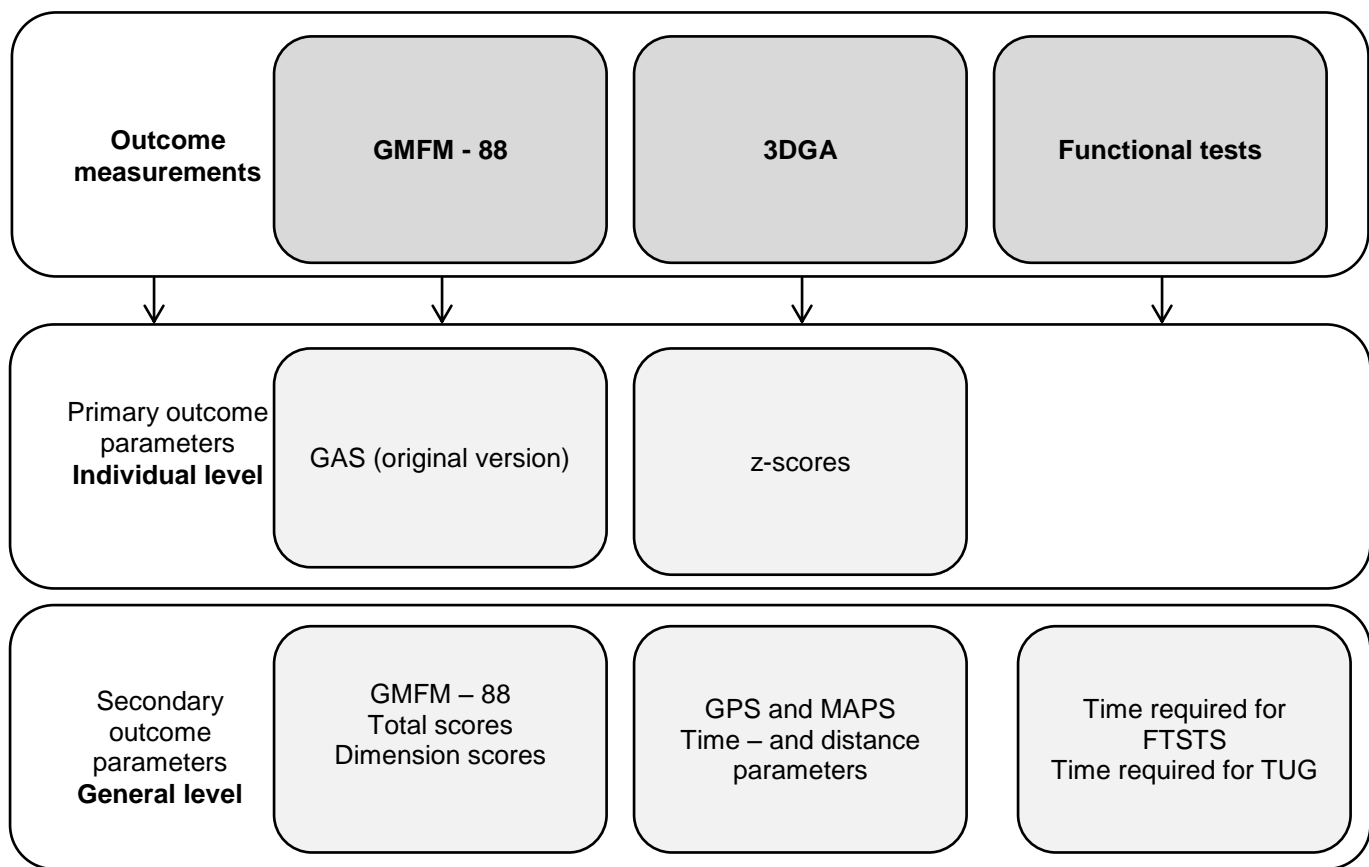 Outcome
measurements
GMFM - 88
3DGA
Functional tests
Primary outcome
parameters
Individual level
GAS (original version)
z-scores
Secondary
outcome
parameters
General level
GMFM – 88
Total scores
Dimension scores
GPS and MAPS
Time – and distance
parameters
Time required for
FTSTS
Time required for TUG